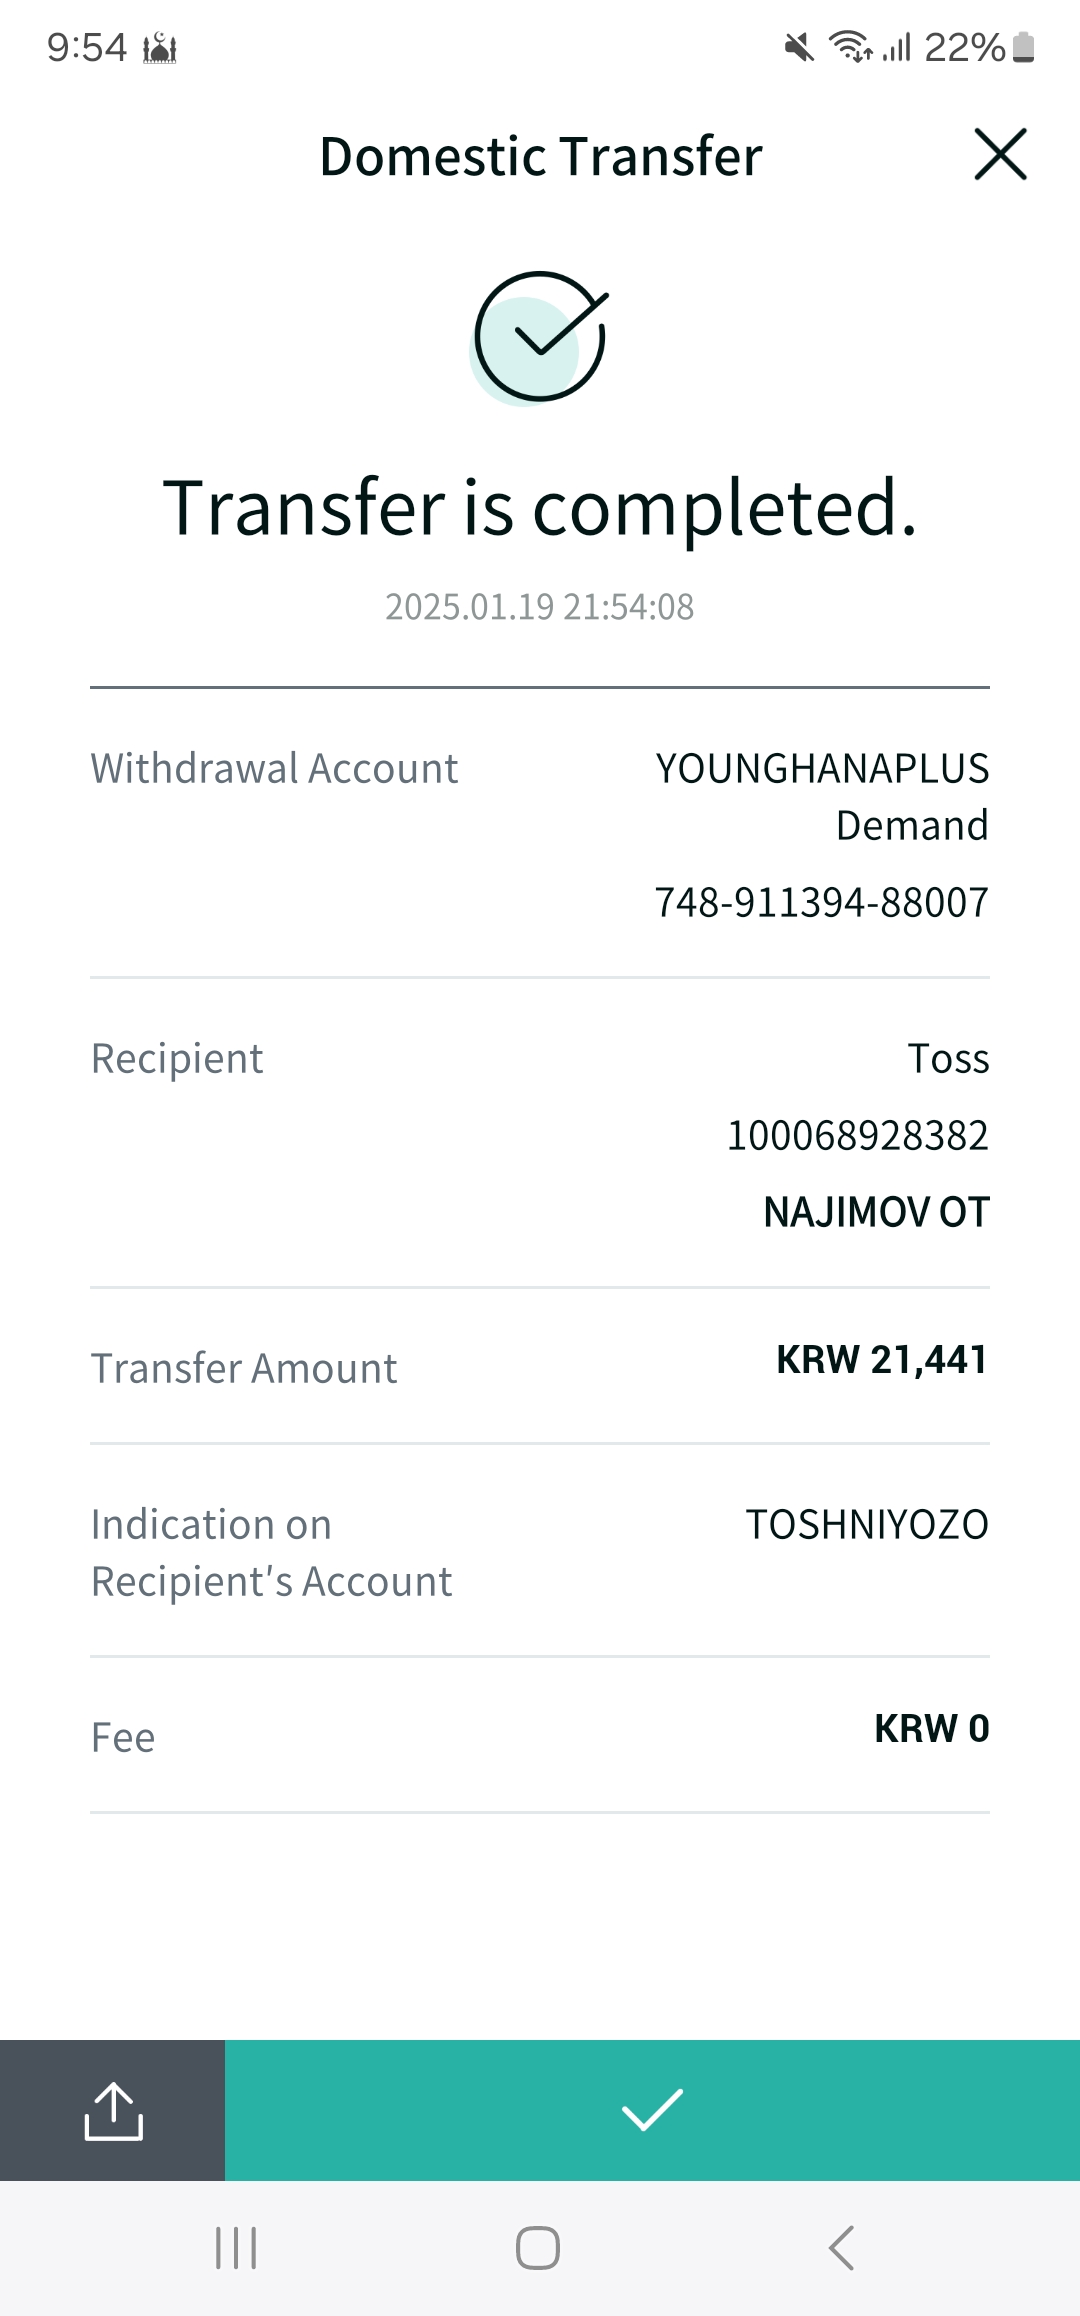 9:54
22%
Domestic Transfer
Transfer is completed.
2025.01.19 21:54:08
Withdrawal Account
YOUNGHANAPLUS
Demand
748-911394-88007
Recipient
Toss
100068928382
NAJIMOV OT
Transfer Amount
KRW 21,441
Indication on
Recipient's Account
TOSHNIYOZO
Fee
KRW 0